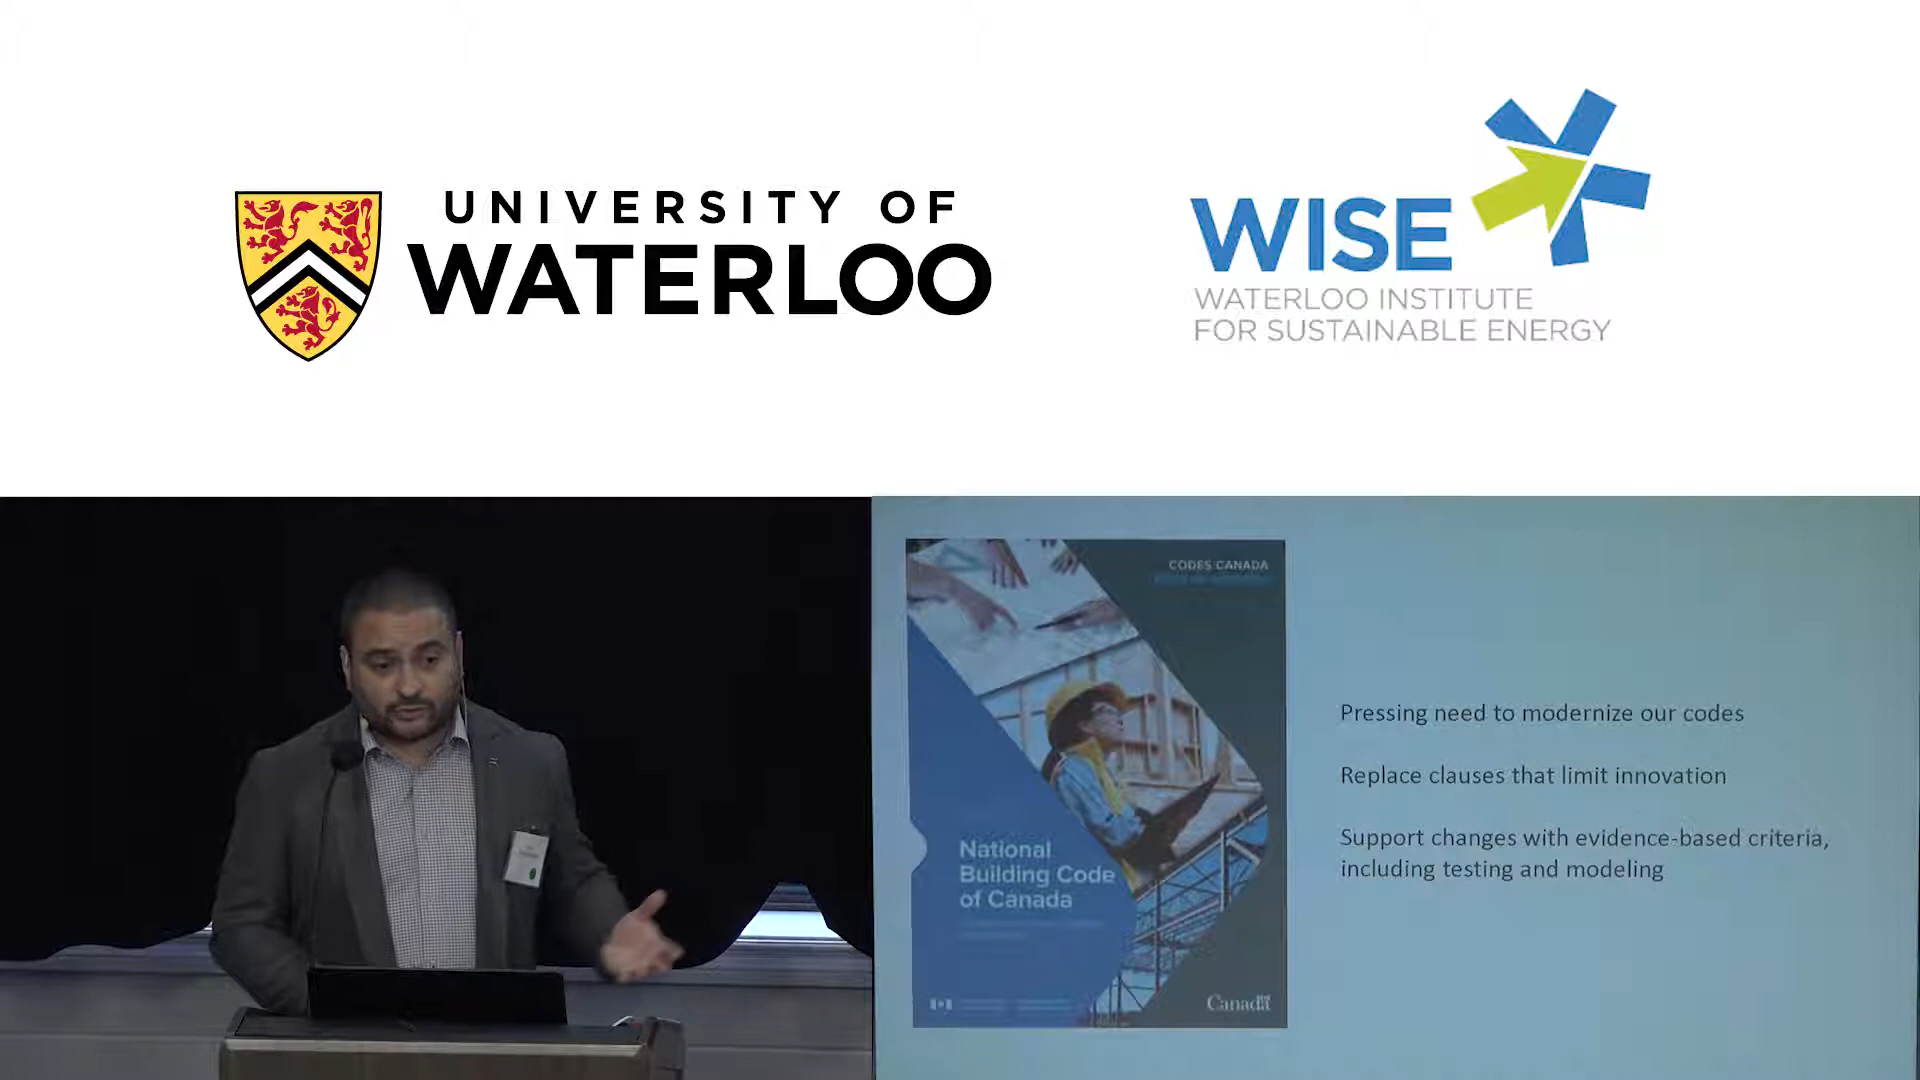 UNIVERSITY OF
WATERLOO
WISE
WATERLOO INSTITUTE
FOR SUSTAINABLE ENERGY
CODES CANADA
National
Building Code
of Canada
Canada
Pressing need to modernize our codes
Replace clauses that limit innovation
Support changes with evidence-based criteria,
including testing and modeling